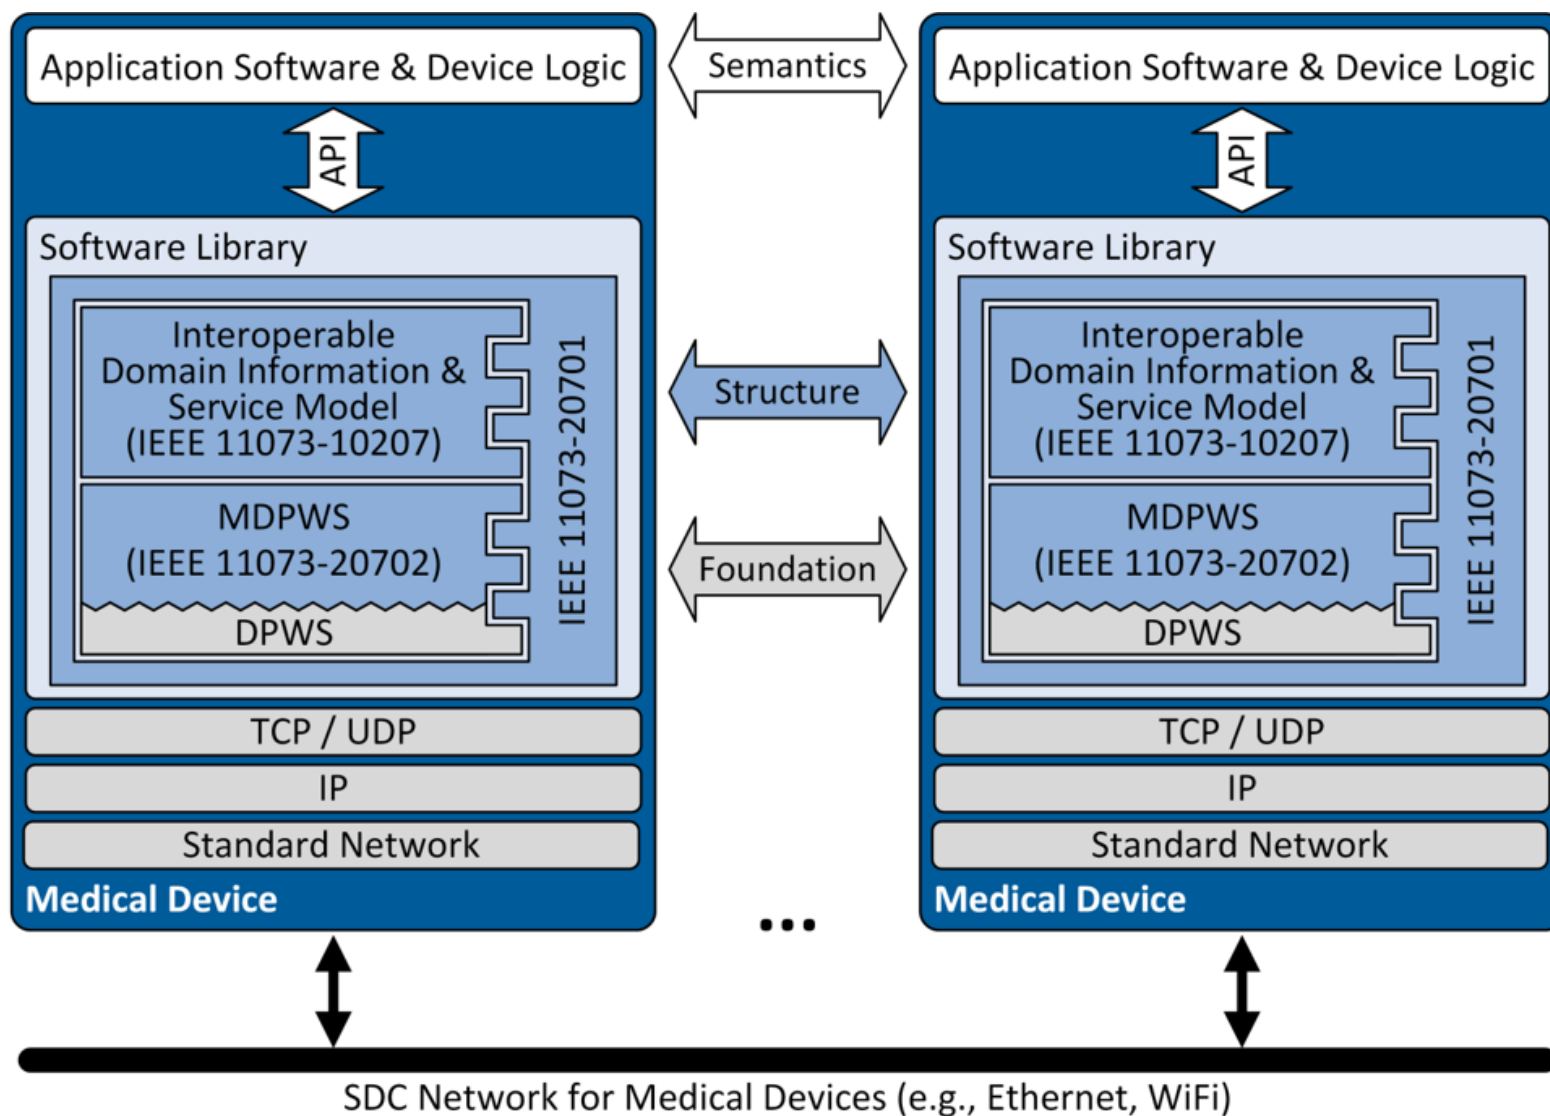 Application Software & Device Logic
API
Software Library
Interoperable
Domain Information &
Service Model
(IEEE 11073-10207)
MDPWS
(IEEE 11073-20702)
DPWS
IEEE 11073-20701
TCP / UDP
IP
Standard Network
Medical Device
Semantics
Structure
Foundation
...
Application Software & Device Logic
API
Software Library
Interoperable
Domain Information &
Service Model
(IEEE 11073-10207)
MDPWS
(IEEE 11073-20702)
DPWS
IEEE 11073-20701
TCP / UDP
IP
Standard Network
Medical Device
SDC Network for Medical Devices (e.g., Ethernet, WiFi)